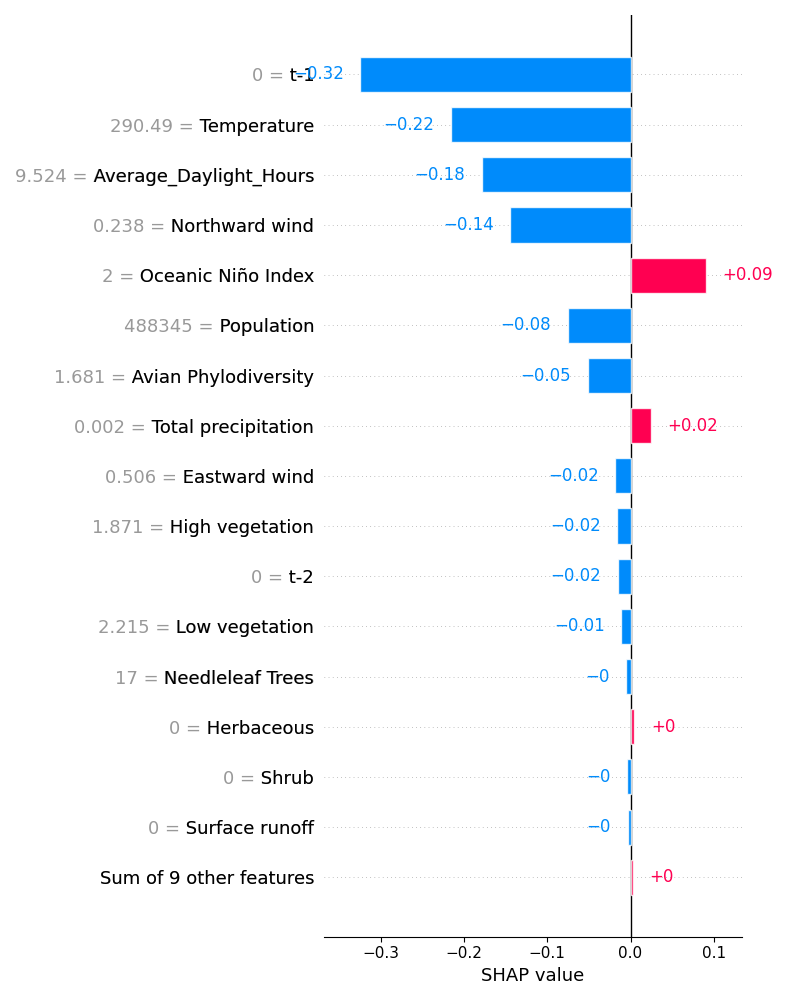 0 = t-1 −0.32
290.49 = Temperature −0.22
9.524 = Average_Daylight_Hours −0.18
0.238 = Northward wind −0.14
2 = Oceanic Niño Index +0.09
488345 = Population −0.08
1.681 = Avian Phylodiversity −0.05
0.002 = Total precipitation +0.02
0.506 = Eastward wind −0.02
1.871 = High vegetation −0.02
0 = t-2 −0.02
2.215 = Low vegetation −0.01
17 = Needleleaf Trees −0
0 = Herbaceous +0
0 = Shrub −0
0 = Surface runoff −0
Sum of 9 other features +0
−0.3 −0.2 −0.1 0.0 0.1
SHAP value